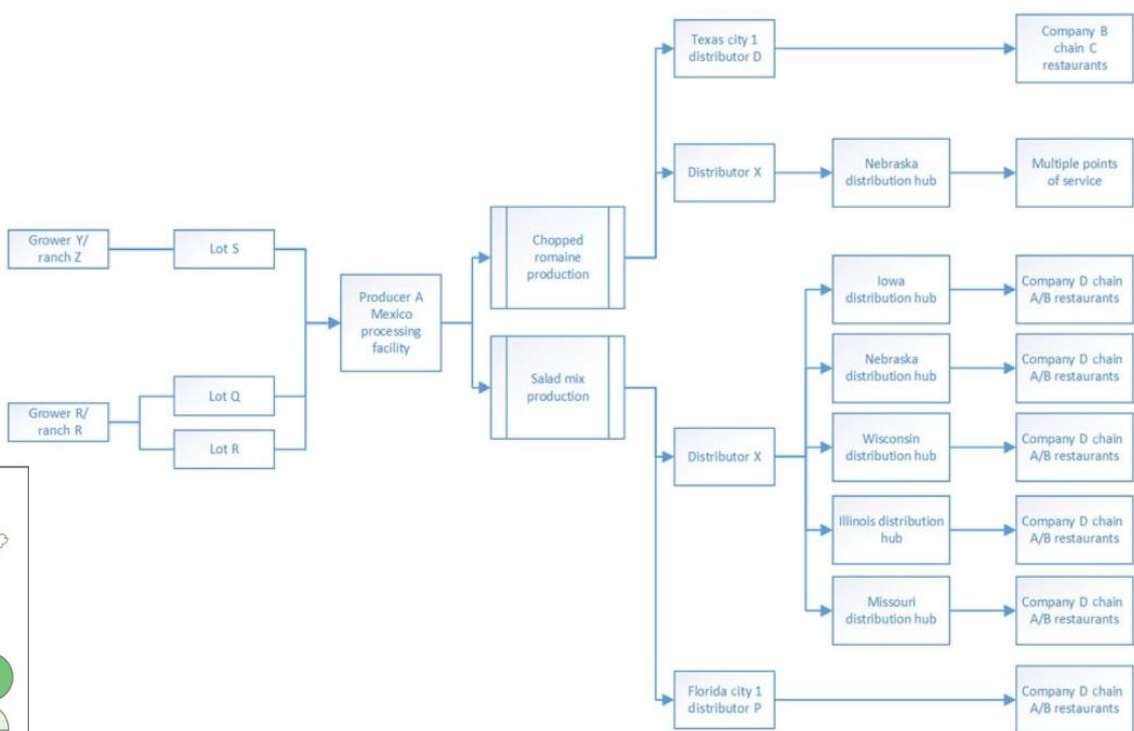 Grower Y/
ranch Z
Grower R/
ranch R
Lot S
Lot Q
Lot R
Producer A
Mexico
processing
facility
Chopped
romaine
production
Salad mix
production
Texas city 1
distributor D
Company B
chain C
restaurants
Distributor X
Nebraska
distribution hub
Multiple points
of service
Distributor X
Iowa
distribution hub
Company D chain
A/B restaurants
Nebraska
distribution hub
Company D chain
A/B restaurants
Wisconsin
distribution hub
Company D chain
A/B restaurants
Illinois distribution
hub
Company D chain
A/B restaurants
Missouri
distribution hub
Company D chain
A/B restaurants
Florida city 1
distributor P
Company D chain
A/B restaurants